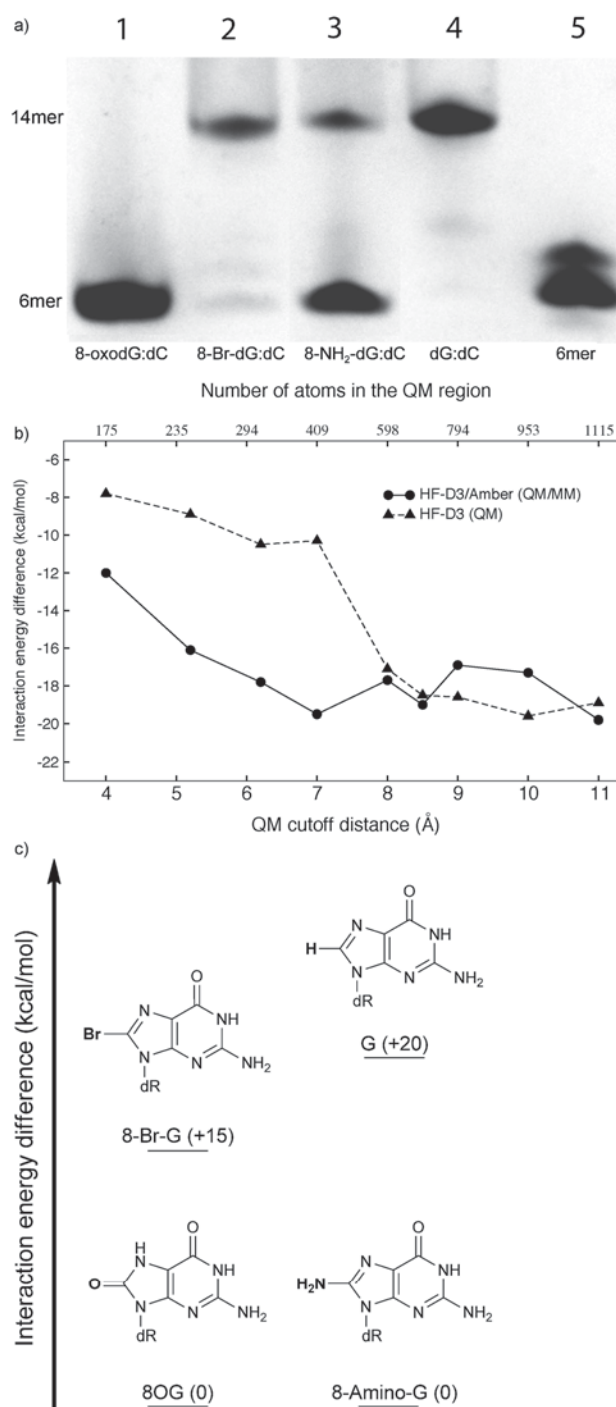 a)
1 2 3 4 5
14mer
6mer
8-oxodG:dC 8-Br-dG:dC 8-NH2-dG:dC dG:dC 6mer
Number of atoms in the QM region
b)
175 235 294 409 598 794 953 1115
Interaction energy difference (kcal/mol)
-6
-8
-10
-12
-14
-16
-18
-20
-22
HF-D3/Amber (QM/MM)
HF-D3 (QM)
4 5 6 7 8 9 10 11
QM cutoff distance (Å)
c)
Interaction energy difference (kcal/mol)
O
N
NH
H
N
N
NH2
dR
G (+20)
O
N
NH
Br
N
N
NH2
dR
8-Br-G (+15)
H
N
O
NH
O
N
N
NH2
dR
8OG (0)
O
N
NH
H2N
N
N
NH2
dR
8-Amino-G (0)